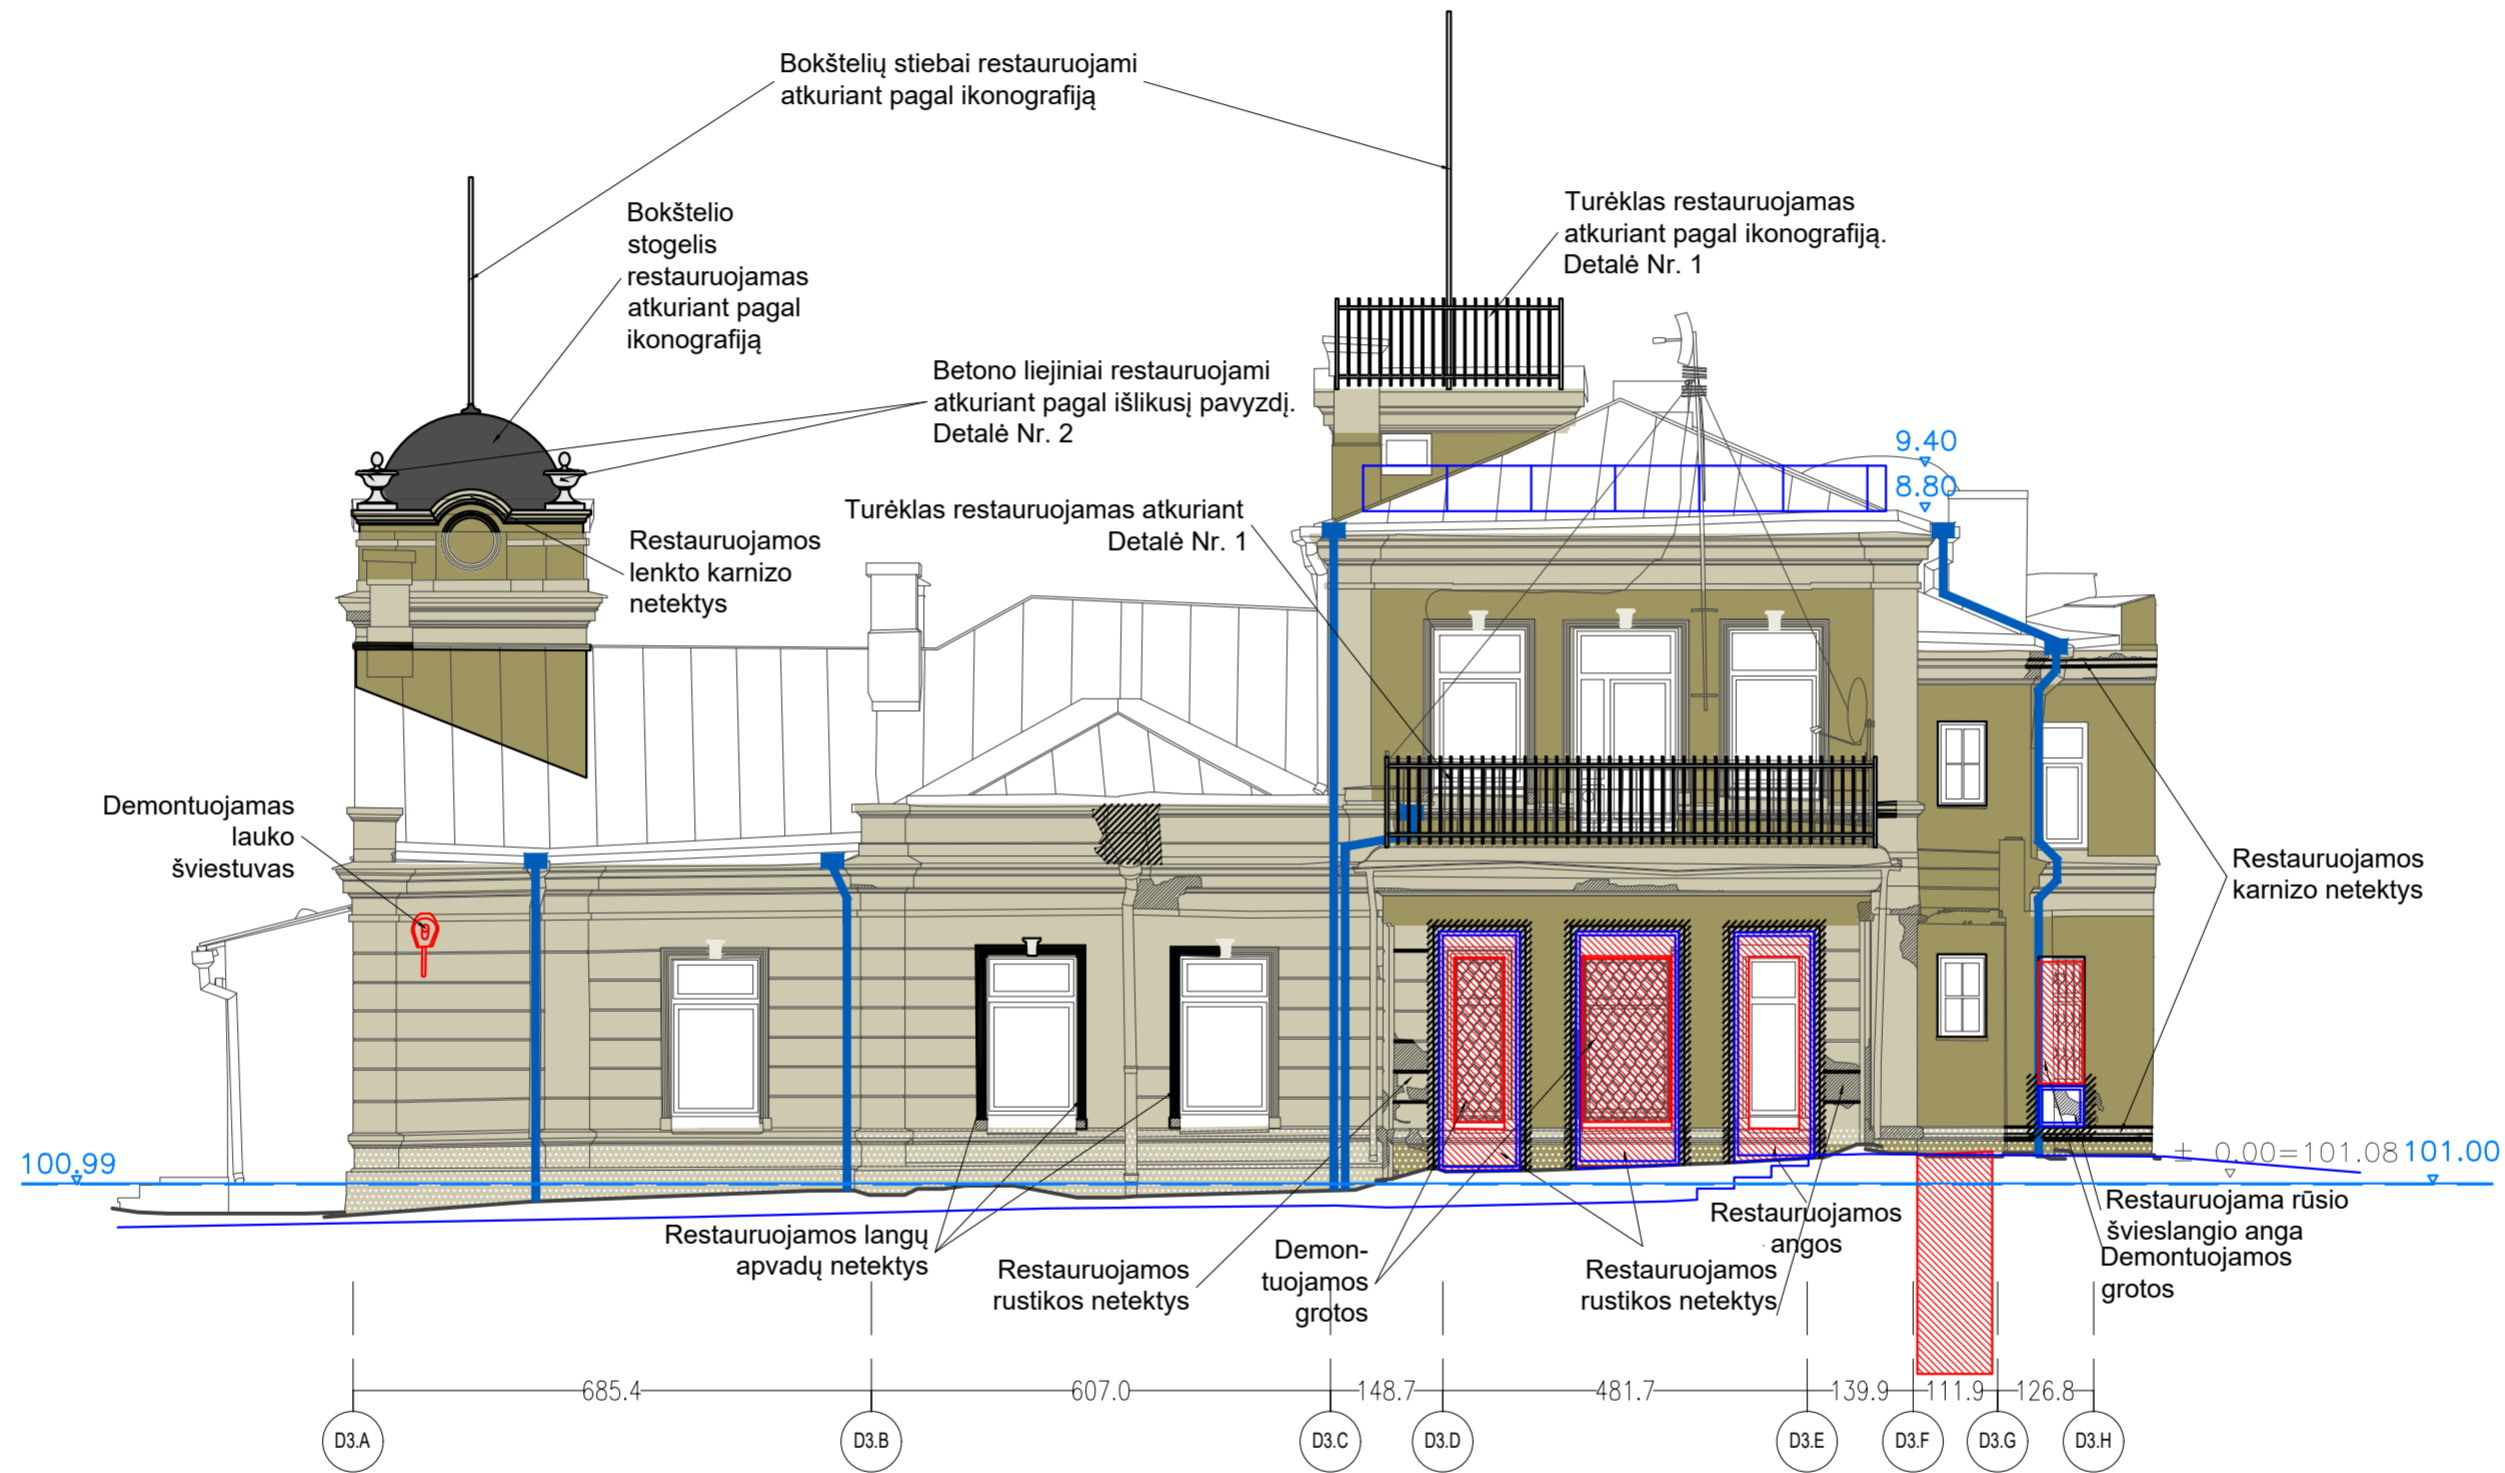 Bokštelių stiebai restauruojami
atkuriant pagal ikonografiją
Bokštelio
stogelis
restauruojamas
atkuriant pagal
ikonografiją
Turėklas restauruojamas
atkuriant pagal ikonografiją.
Detalė Nr. 1
Betono liejiniai restauruojami
atkuriant pagal išlikusį pavyzdį.
Detalė Nr. 2
9.40
8.80
Turėklas restauruojamas atkuriant
Detalė Nr. 1
Restauruojamos
lenkto karnizo
netektys
Demontuojamas
lauko
šviestuvas
Restauruojamos
karnizo netektys
100.99
± 0.00=101.08
101.00
Restauruojamos langų
apvadų netektys
Restauruojamos
rustikos netektys
Demon-
tuojamos
grotos
Restauruojamos
angos
Restauruojamos
rustikos netektys
Restauruojama rūsio
švieslangio anga
Demontuojamos
grotos
685.4 607.0 148.7 481.7 139.9 111.9 126.8
D3.A D3.B D3.C D3.D D3.E D3.F D3.G D3.H